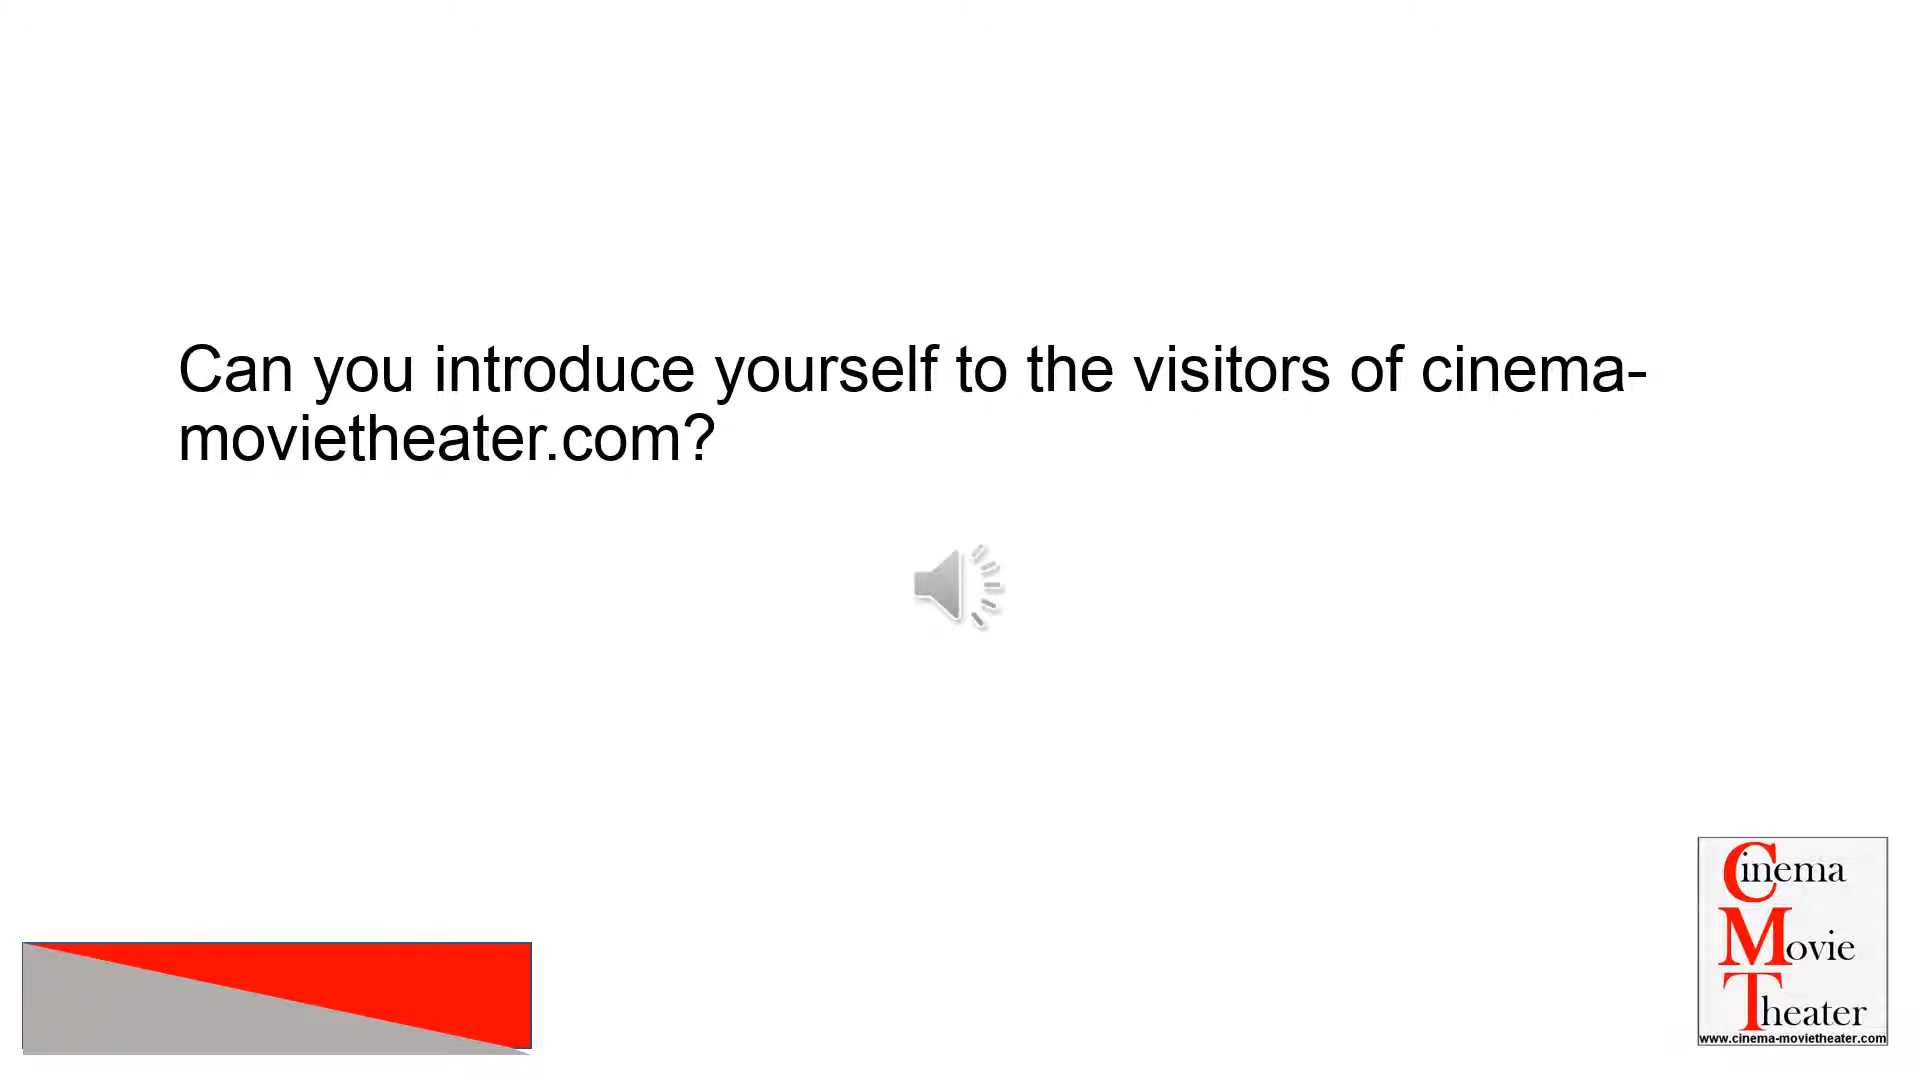 Can you introduce yourself to the visitors of cinema-
movietheater.com?
Cinema
Movie
Theater
www.cinema-movietheater.com